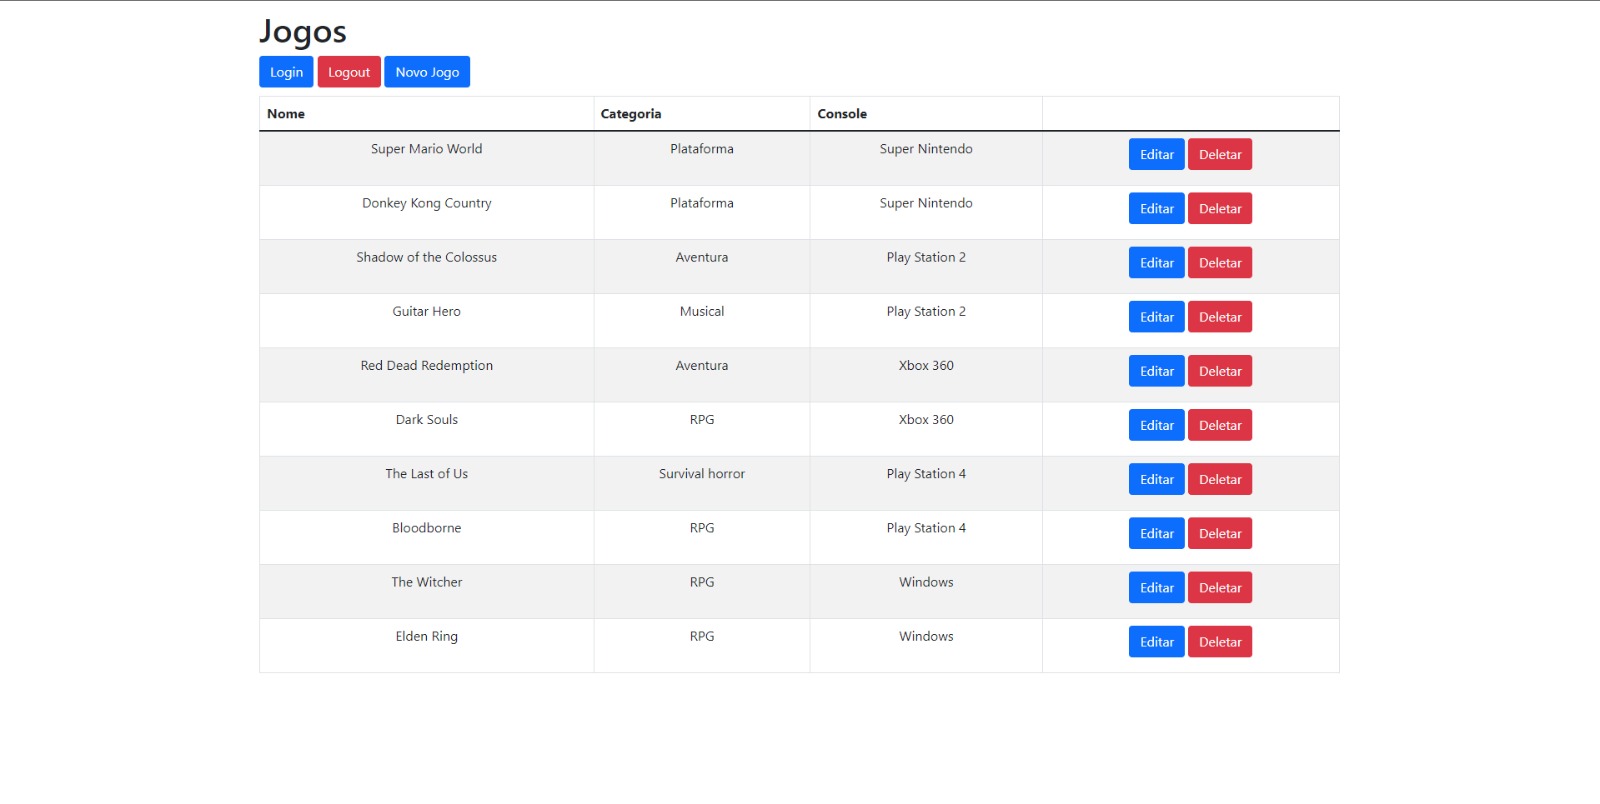 Jogos
Login Logout Novo Jogo
Nome Categoria Console
Super Mario World Plataforma Super Nintendo Editar Deletar
Donkey Kong Country Plataforma Super Nintendo Editar Deletar
Shadow of the Colossus Aventura Play Station 2 Editar Deletar
Guitar Hero Musical Play Station 2 Editar Deletar
Red Dead Redemption Aventura Xbox 360 Editar Deletar
Dark Souls RPG Xbox 360 Editar Deletar
The Last of Us Survival horror Play Station 4 Editar Deletar
Bloodborne RPG Play Station 4 Editar Deletar
The Witcher RPG Windows Editar Deletar
Elden Ring RPG Windows Editar Deletar